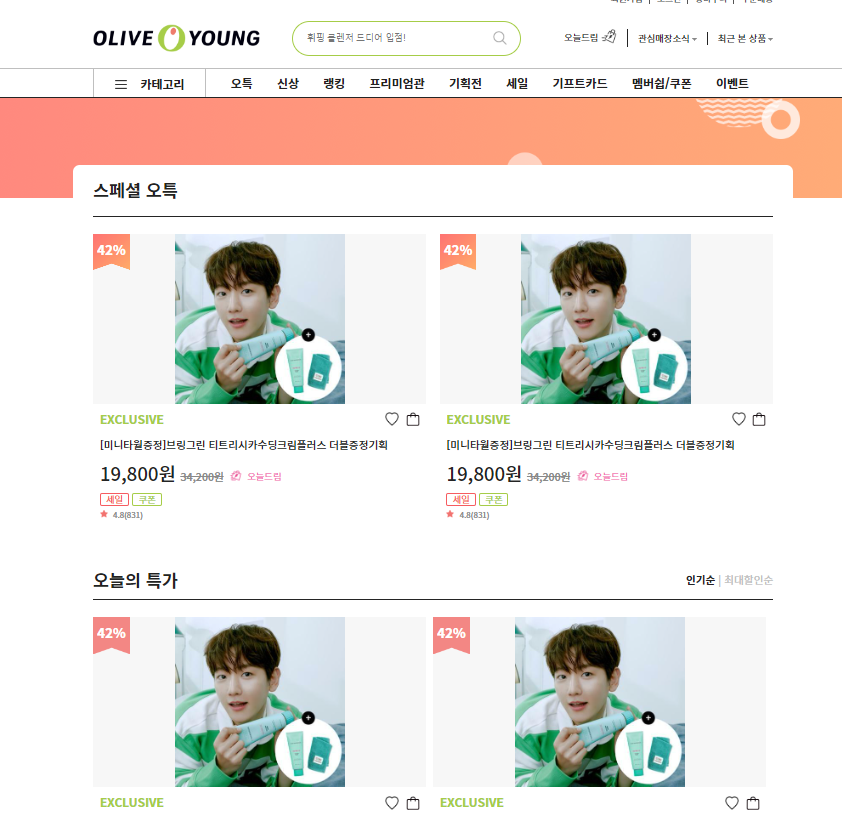 OLIVE YOUNG
휘핑 블렌저 드디어 입점!
오늘드림
관심매장소식
최근 본 상품
카테고리
오특 신상 랭킹 프리미엄관 기획전 세일 기프트카드 멤버쉽/쿠폰 이벤트
스페셜 오특
42% 42%
EXCLUSIVE EXCLUSIVE
[미니타월증정]브링그린 티트리시카수딩크림플러스 더블증정기획 [미니타월증정]브링그린 티트리시카수딩크림플러스 더블증정기획
19,800원 34,200원 오늘드림 19,800원 34,200원 오늘드림
세일 쿠폰 세일 쿠폰
4.8(831) 4.8(831)
오늘의 특가 인기순 | 최대할인순
42% 42%
EXCLUSIVE EXCLUSIVE